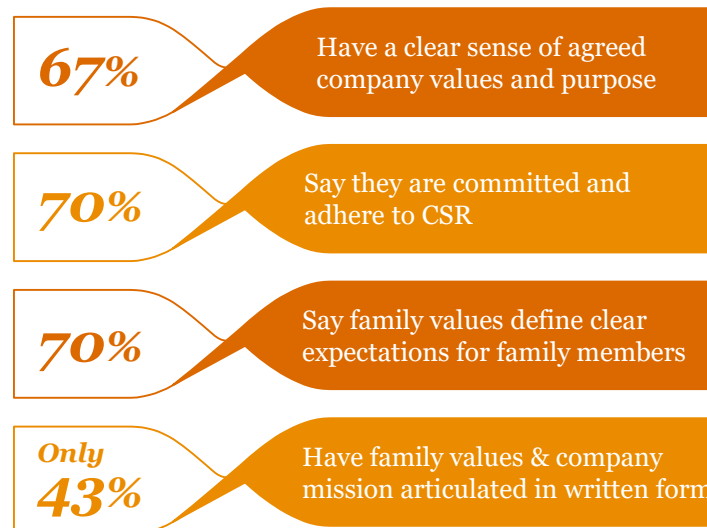 67%
Have a clear sense of agreed
company values and purpose
70%
Say they are committed and
adhere to CSR
70%
Say family values define clear
expectations for family members
Only
43%
Have family values & company
mission articulated in written form